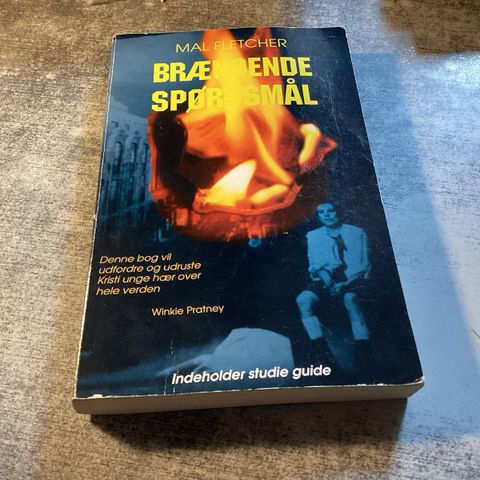 MAL FLETCHER
BRÆNDENDE
SPØRGSMÅL
Denne bog vil
udfordre og udruste
Kristi unge hær over
hele verden
Winkie Pratney
Indeholder studie guide